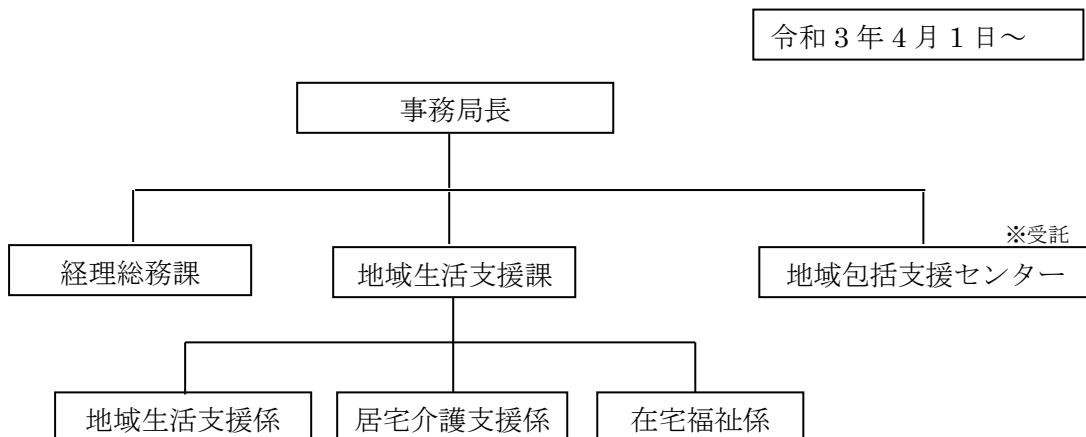 令和3年4月1日～
事務局長
※受託
経理総務課
地域生活支援課
地域包括支援センター
地域生活支援係
居宅介護支援係
在宅福祉係